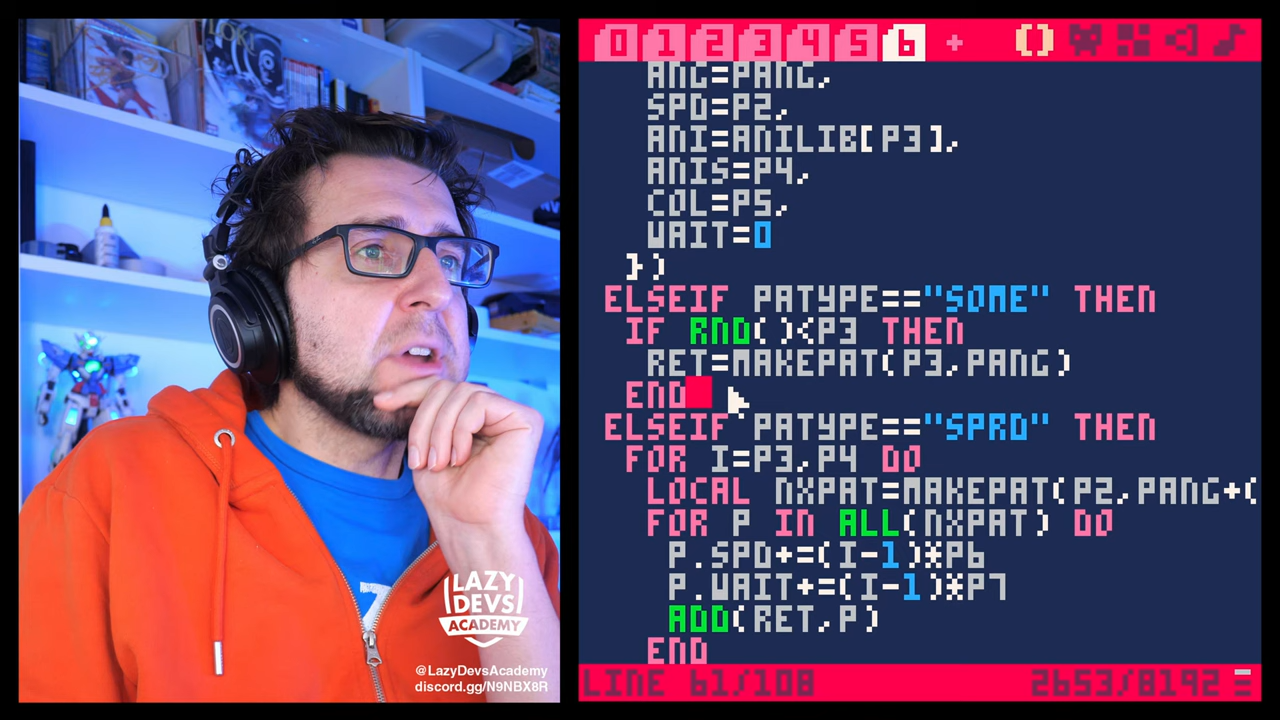 LOKI
LAZY
DEVS
ACADEMY
@LazyDevsAcademy
discord.gg/N9NBX8R
0 1 2 3 4 5 6 + ()
ANG=PANG,
SPD=P2,
ANI=ANILIB[P3],
ANIS=P4,
COL=P5,
WAIT=0
})
ELSEIF PATYPE=="SOME" THEN
IF RND()<P3 THEN
RET=MAKEPAT(P3,PANG)
END
ELSEIF PATYPE=="SPRD" THEN
FOR I=P3,P4 DO
LOCAL NXPAT=MAKEPAT(P2,PANG+(
FOR P IN ALL(NXPAT) DO
P.SPD+=(I-1)*P6
P.WAIT+=(I-1)*P7
ADD(RET,P)
END
LINE 61/108
2653/8192